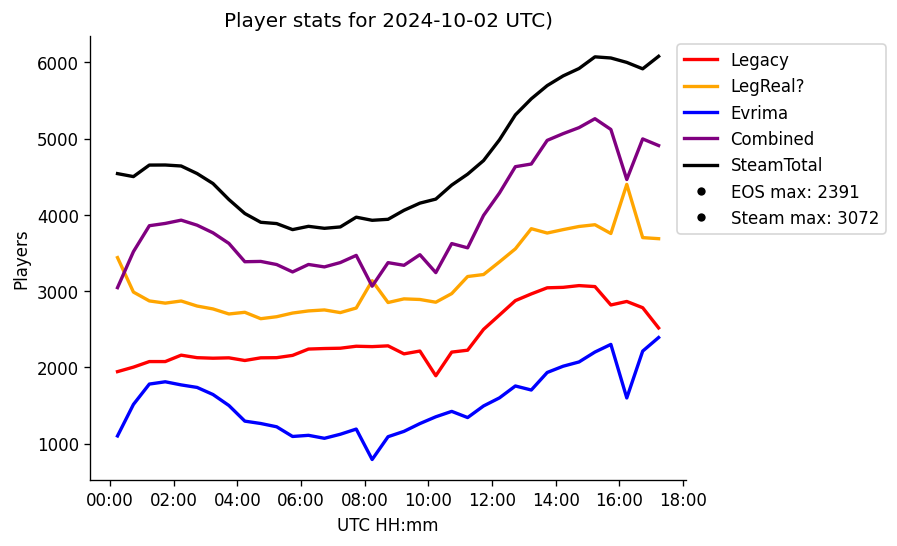 Player stats for 2024-10-02 UTC)
Legacy
LegReal?
Evrima
Combined
SteamTotal
EOS max: 2391
Steam max: 3072
Players
6000
5000
4000
3000
2000
1000
00:00 02:00 04:00 06:00 08:00 10:00 12:00 14:00 16:00 18:00
UTC HH:mm